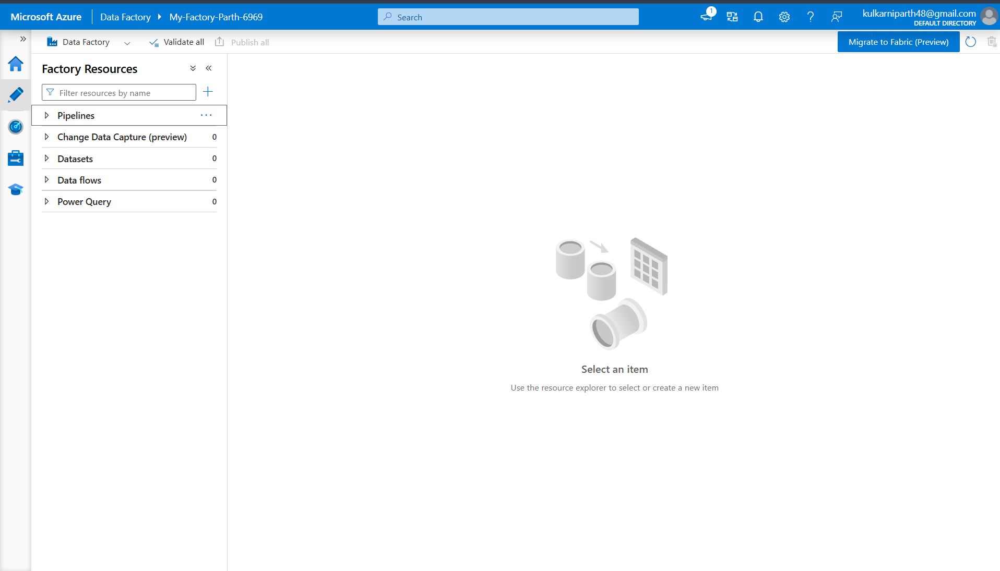 Microsoft Azure Data Factory My-Factory-Parth-6969 Search 1 kulkarniparth48@gmail.com
DEFAULT DIRECTORY
Data Factory Validate all Publish all Migrate to Fabric (Preview)
Factory Resources
Filter resources by name
Pipelines
Change Data Capture (preview) 0
Datasets 0
Data flows 0
Power Query 0
Select an item
Use the resource explorer to select or create a new item